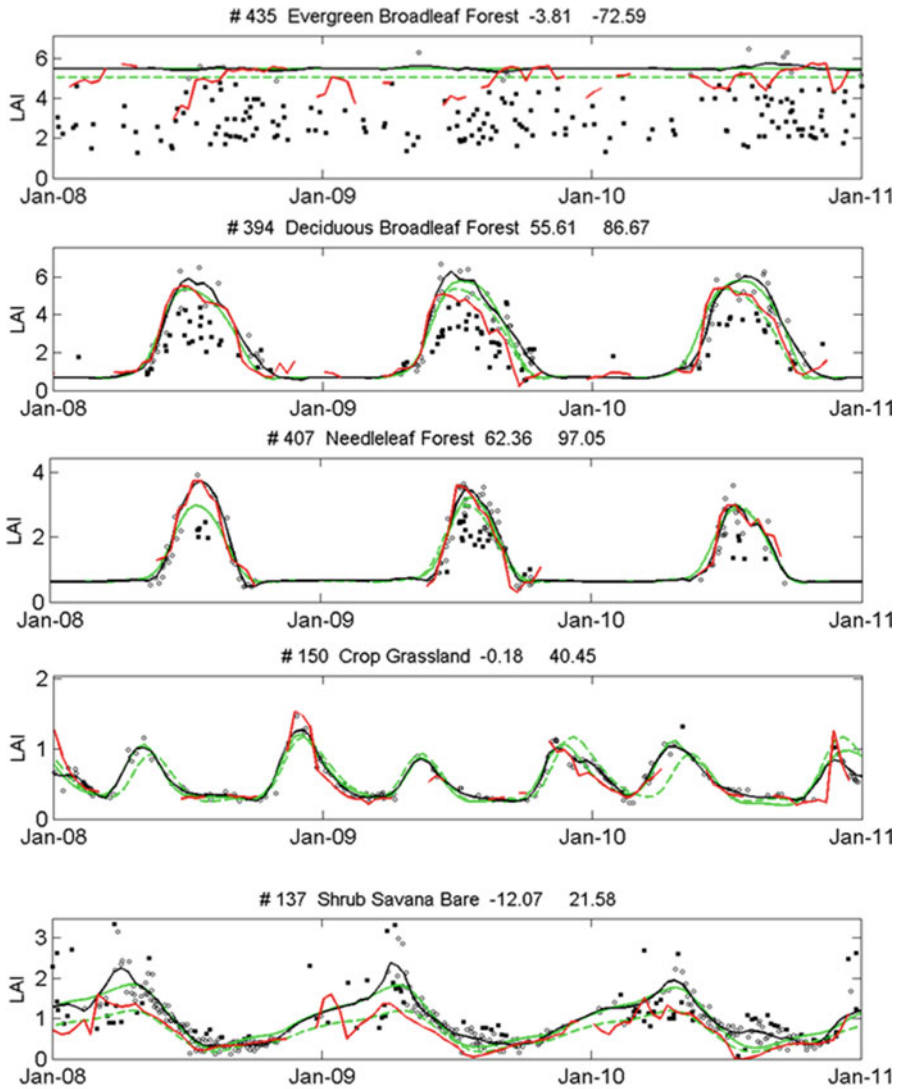 # 435 Evergreen Broadleaf Forest -3.81 -72.59
LAI
6
4
2
0
Jan-08 Jan-09 Jan-10 Jan-11
# 394 Deciduous Broadleaf Forest 55.61 86.67
LAI
6
4
2
0
Jan-08 Jan-09 Jan-10 Jan-11
# 407 Needleleaf Forest 62.36 97.05
LAI
4
2
0
Jan-08 Jan-09 Jan-10 Jan-11
# 150 Crop Grassland -0.18 40.45
LAI
2
1
0
Jan-08 Jan-09 Jan-10 Jan-11
# 137 Shrub Savana Bare -12.07 21.58
LAI
3
2
1
0
Jan-08 Jan-09 Jan-10 Jan-11